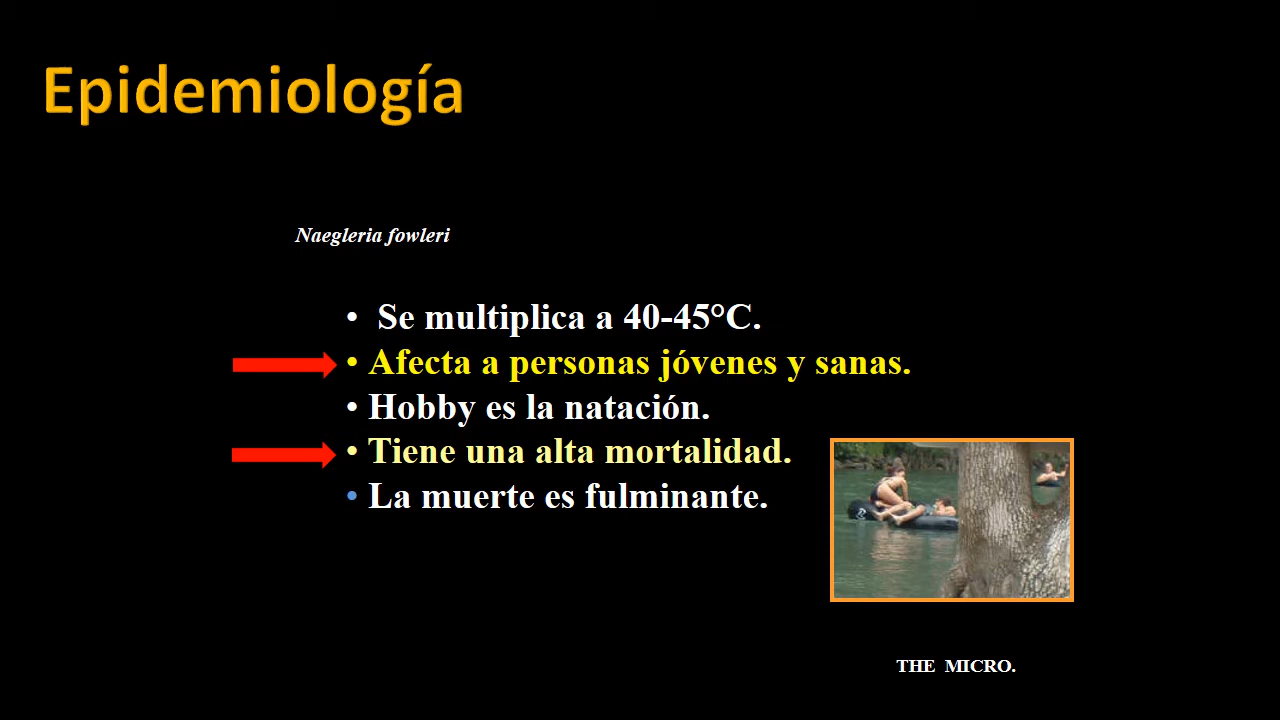 Epidemiología
Naegleria fowleri
• Se multiplica a 40-45°C.
• Afecta a personas jóvenes y sanas.
• Hobby es la natación.
• Tiene una alta mortalidad.
• La muerte es fulminante.
THE MICRO.